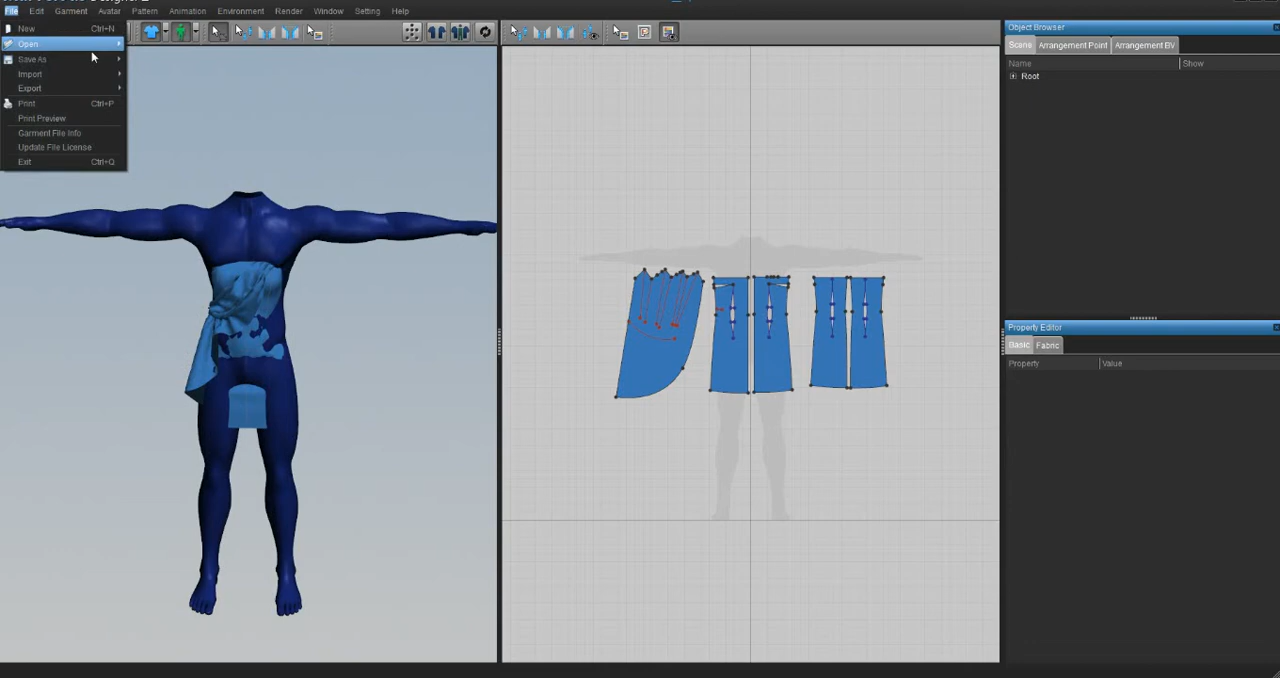 File Edit Garment Avatar Pattern Animation Environment Render Window Setting Help
New Ctrl+N
Open
Save As
Import
Export
Print Ctrl+P
Print Preview
Garment File Info
Update File License
Exit Ctrl+Q
Object Browser
Scene Arrangement Point Arrangement BV
Name Show
Root
Property Editor
Basic Fabric
Property Value